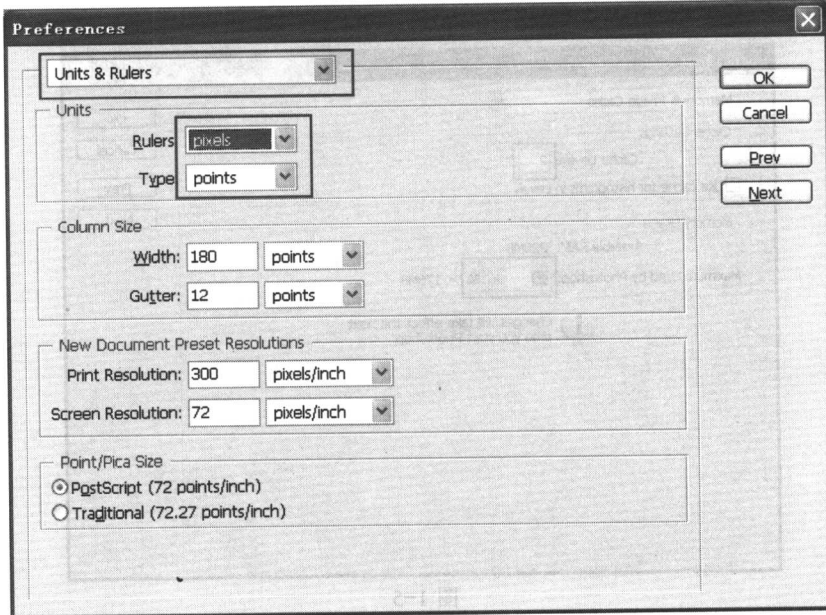 Preferences
Units & Rulers
OK
Cancel
Prev
Next
Units
Rulers pixels
Type points
Column Size
Width: 180 points
Gutter: 12 points
New Document Preset Resolutions
Print Resolution: 300 pixels/inch
Screen Resolution: 72 pixels/inch
Point/Pica Size
PostScript (72 points/inch)
Traditional (72.27 points/inch)